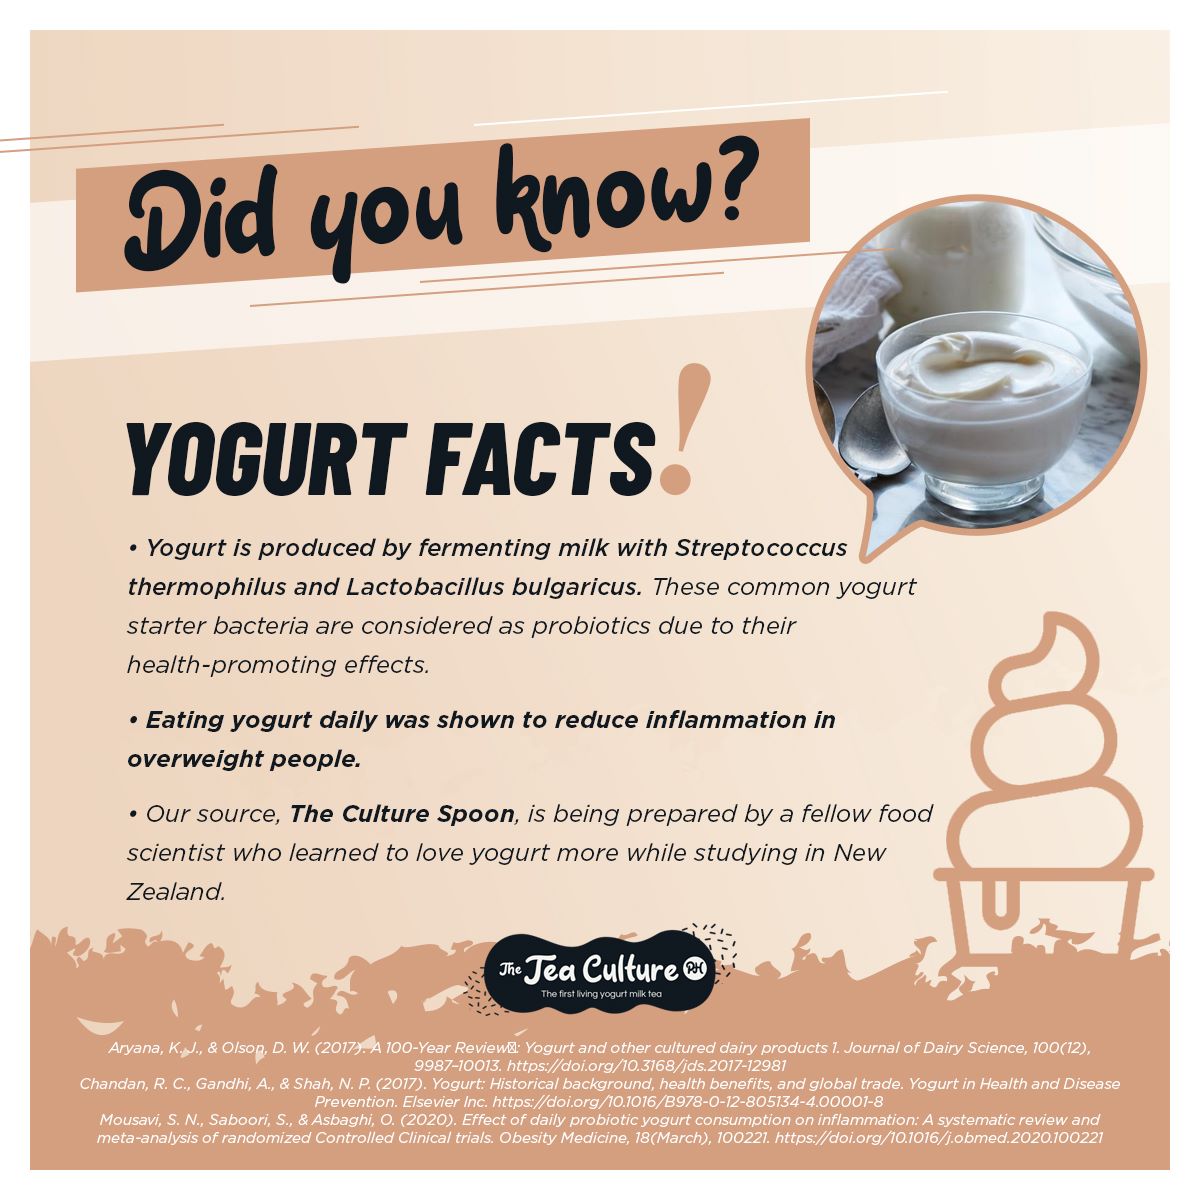 Did you know?
YOGURT FACTS!
• Yogurt is produced by fermenting milk with Streptococcus
thermophilus and Lactobacillus bulgaricus. These common yogurt
starter bacteria are considered as probiotics due to their
health-promoting effects.
• Eating yogurt daily was shown to reduce inflammation in
overweight people.
• Our source, The Culture Spoon, is being prepared by a fellow food
scientist who learned to love yogurt more while studying in New
Zealand.
The Tea Culture PH
The first living yogurt milk tea
Aryana, K. J., & Olson, D. W. (2017). A 100-Year Review: Yogurt and other cultured dairy products 1. Journal of Dairy Science, 100(12),
9987–10013. https://doi.org/10.3168/jds.2017-12981
Chandan, R. C., Gandhi, A., & Shah, N. P. (2017). Yogurt: Historical background, health benefits, and global trade. Yogurt in Health and Disease
Prevention. Elsevier Inc. https://doi.org/10.1016/B978-0-12-805134-4.00001-8
Mousavi, S. N., Saboori, S., & Asbaghi, O. (2020). Effect of daily probiotic yogurt consumption on inflammation: A systematic review and
meta-analysis of randomized Controlled Clinical trials. Obesity Medicine, 18(March), 100221. https://doi.org/10.1016/j.obmed.2020.100221